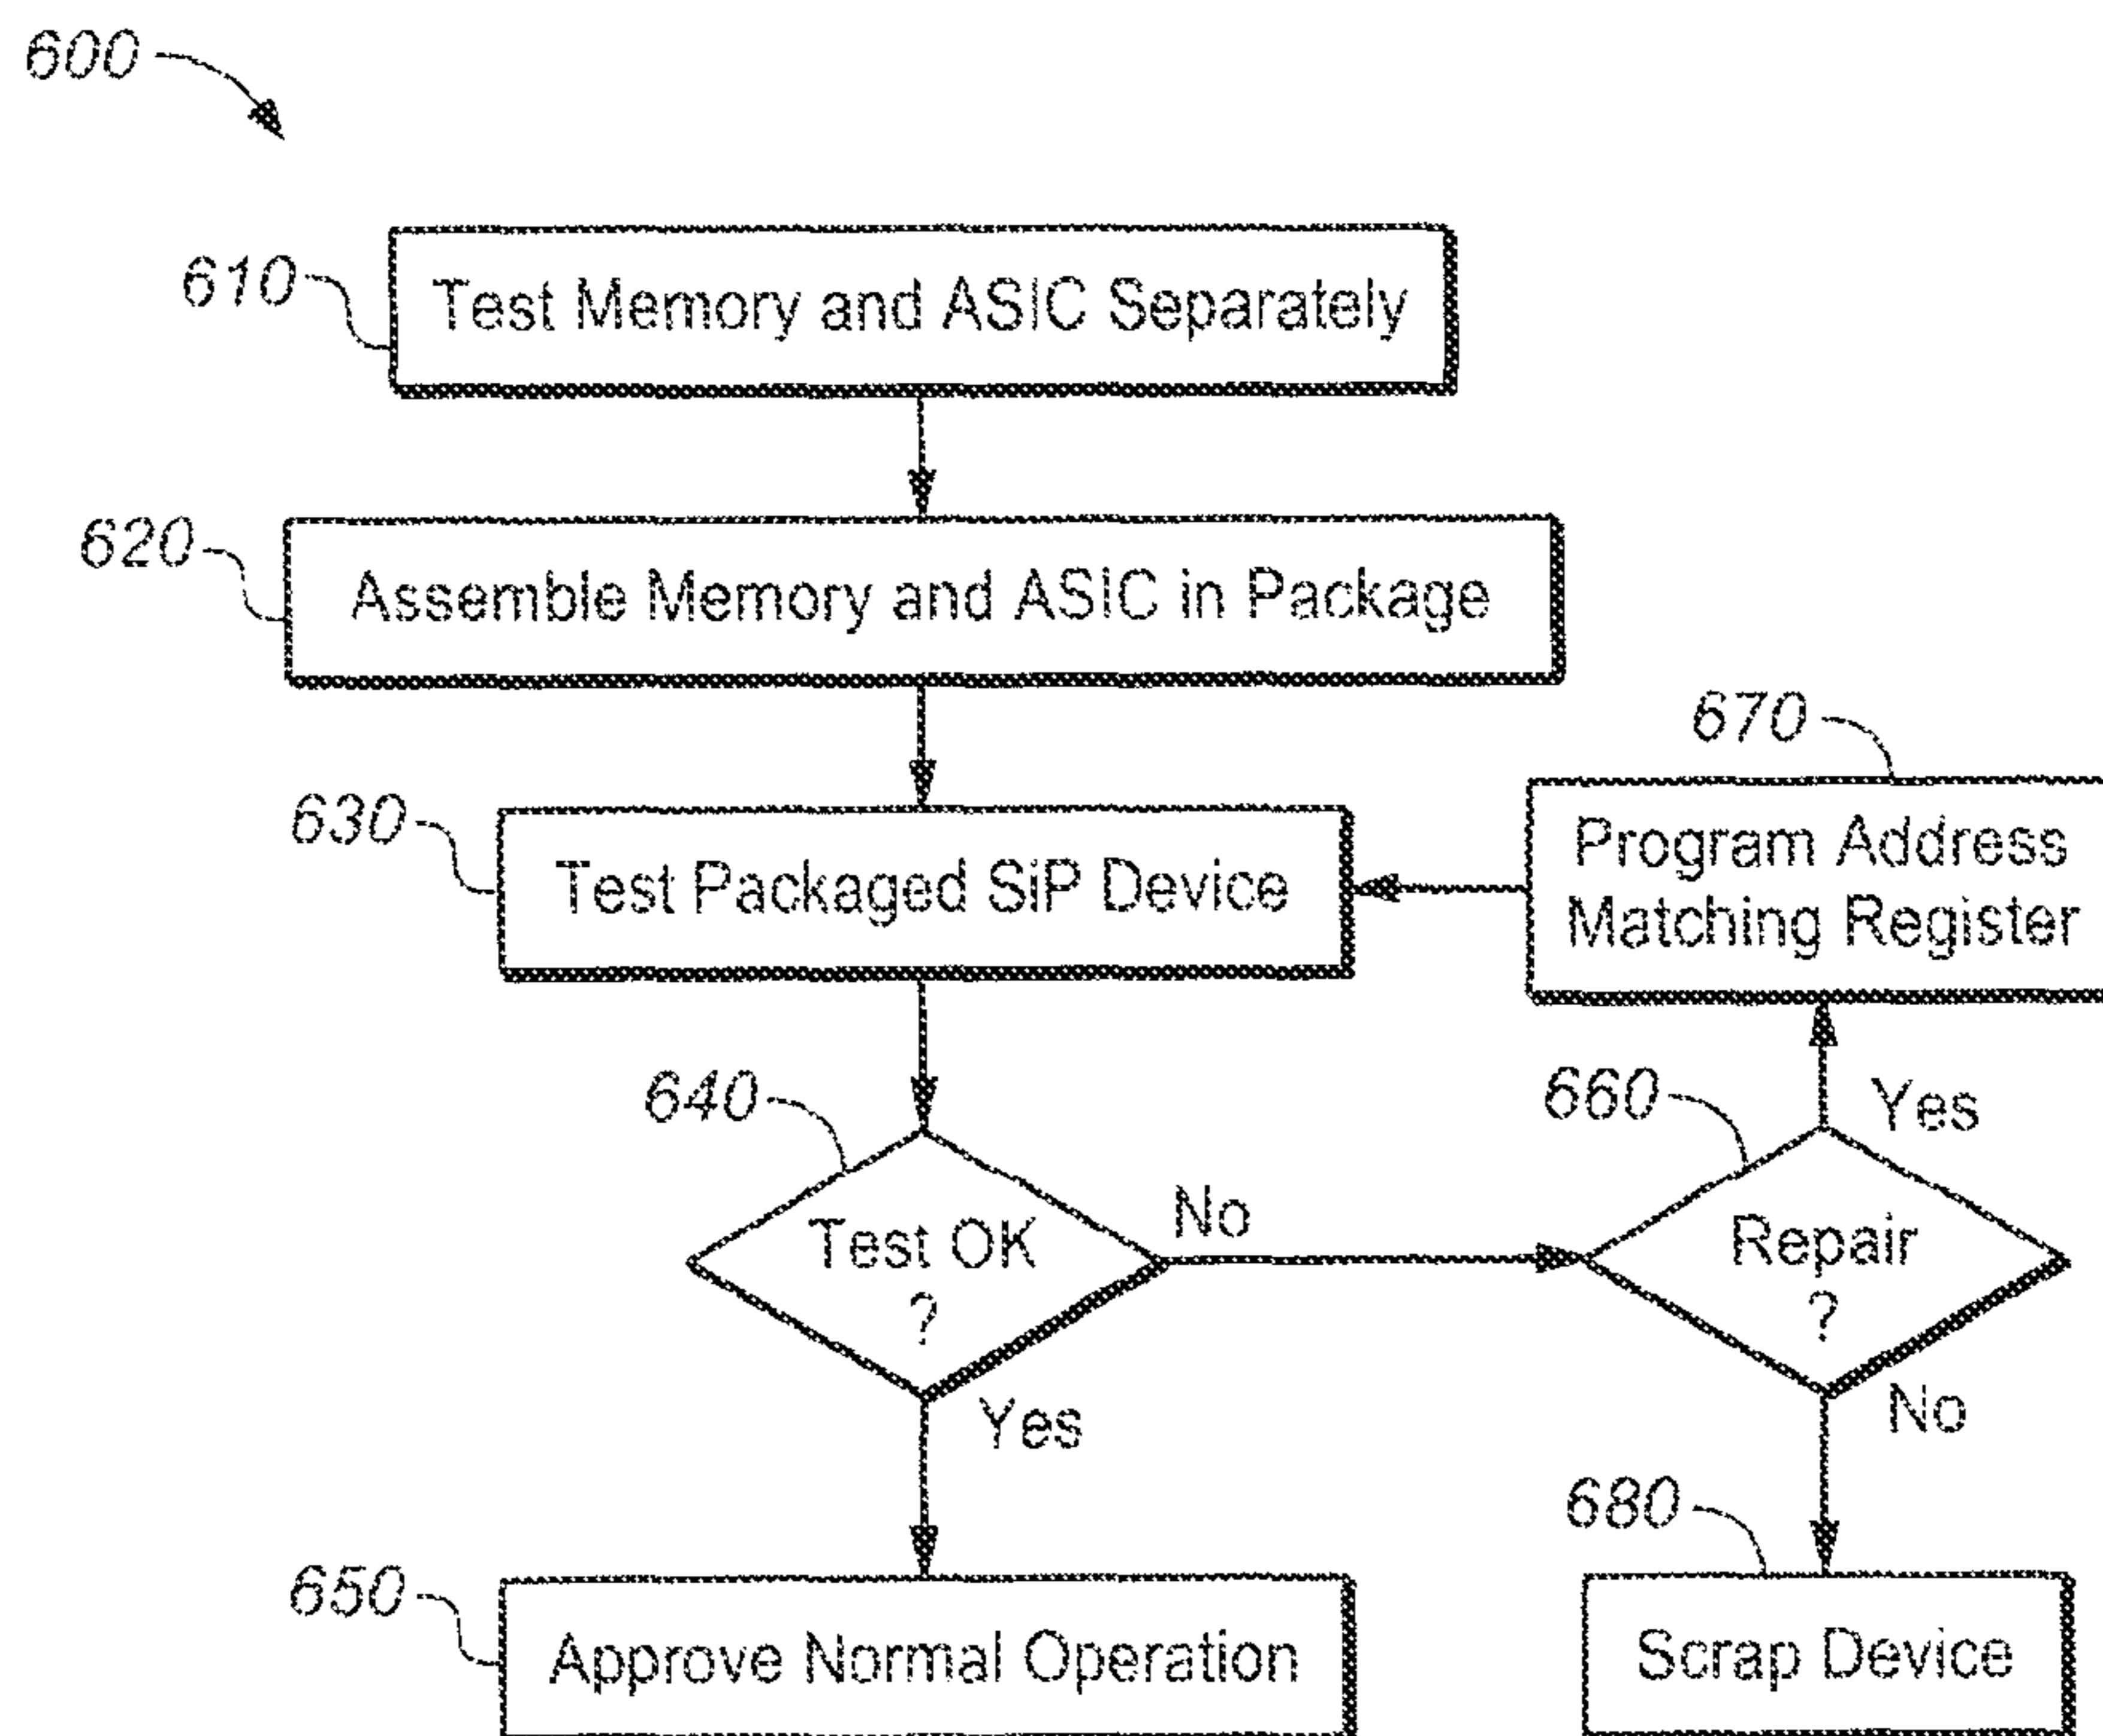 600
610
Test Memory and ASIC Separately
620
Assemble Memory and ASIC in Package
670
Program Address
Matching Register
630
Test Packaged SiP Device
640
660
Yes
Test OK
?
No
Repair
?
Yes
No
680
650
Approve Normal Operation
Scrap Device